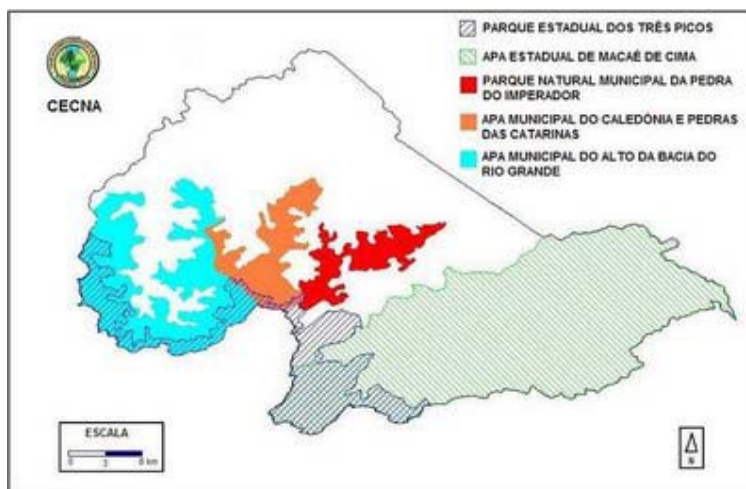 CECNA
PARQUE ESTADUAL DOS TRÊS PICOS
APA ESTADUAL DE MACAÉ DE CIMA
PARQUE NATURAL MUNICIPAL DA PEDRA
DO IMPERADOR
APA MUNICIPAL DO CALEDÔNIA E PEDRAS
DAS CATARINAS
APA MUNICIPAL DO ALTO DA BACIA DO
RIO GRANDE
ESCALA
0 3 6 km
N